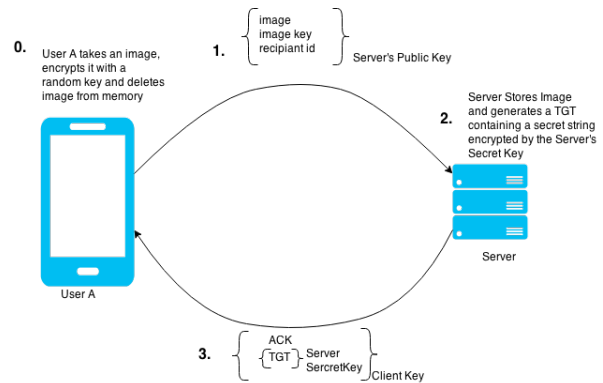 0.
User A takes an image,
encrypts it with a
random key and deletes
image from memory
1.
image
image key
recipiant id
Server's Public Key
2.
Server Stores Image
and generates a TGT
containing a secret string
encrypted by the Server's
Secret Key
User A
Server
3.
ACK
TGT
Server
SercretKey
Client Key